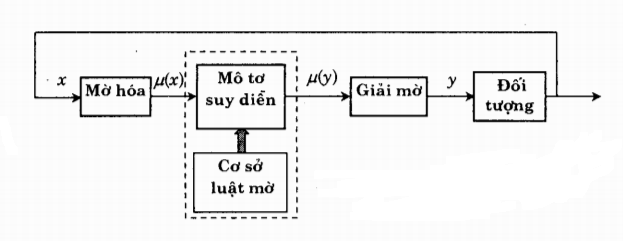 x
Mờ hóa
μ(x)
Mô tơ
suy diễn
μ(y)
Giải mờ
y
Đối
tượng
Cơ sở
luật mờ